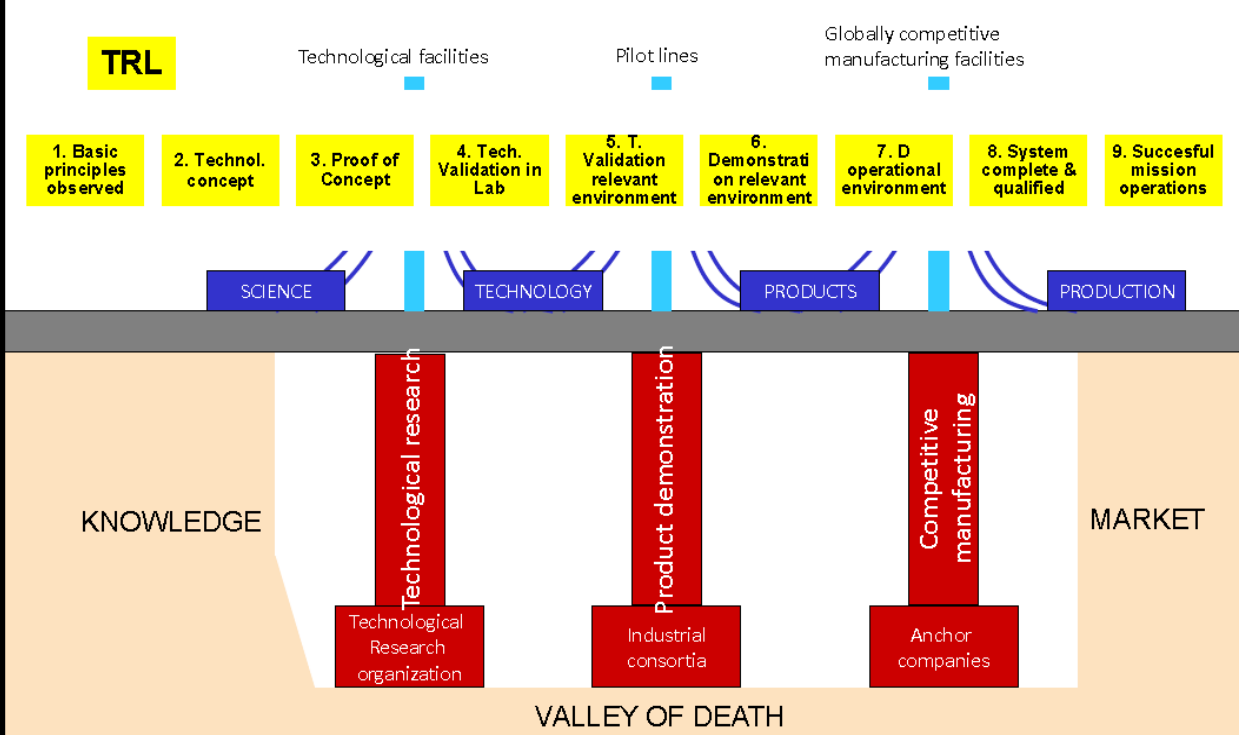 TRL
Technological facilities
Pilot lines
Globally competitive
manufacturing facilities
1. Basic
principles
observed
2. Technol.
concept
3. Proof of
Concept
4. Tech.
Validation in
Lab
5. T.
Validation
relevant
environment
6.
Demonstrati
on relevant
environment
7. D
operational
environment
8. System
complete &
qualified
9. Succesful
mission
operations
SCIENCE
TECHNOLOGY
PRODUCTS
PRODUCTION
Technological research
Product demonstration
Competitive
manufacturing
KNOWLEDGE
MARKET
Technological
Research
organization
Industrial
consortia
Anchor
companies
VALLEY OF DEATH